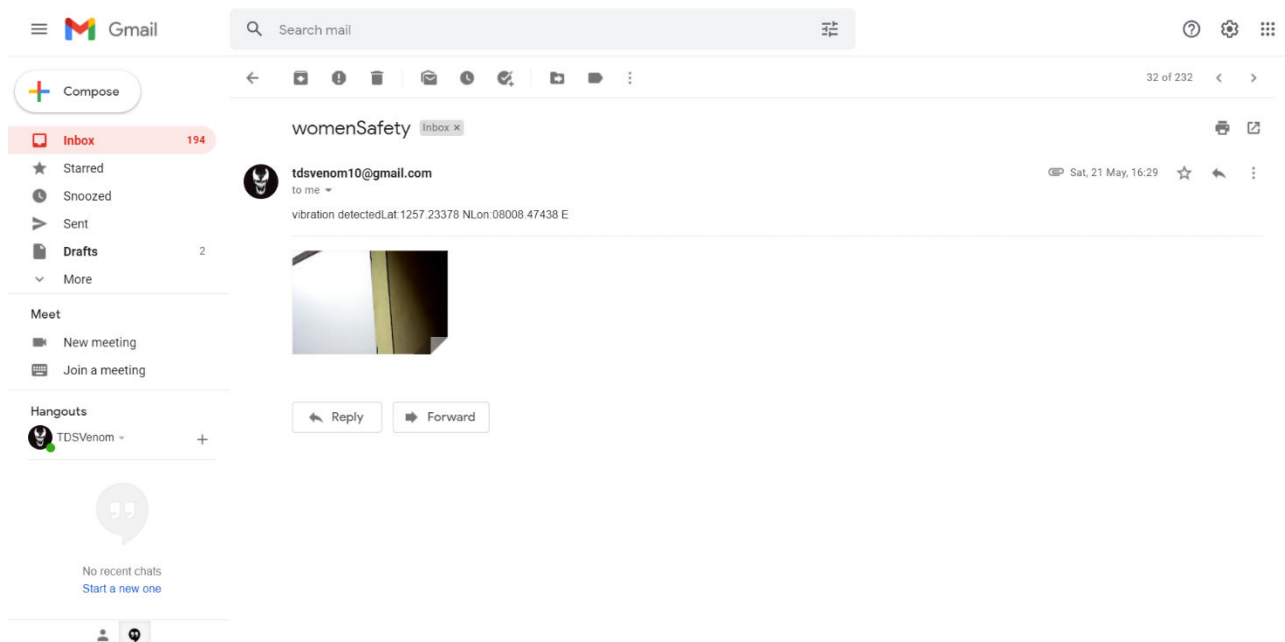 Gmail
Search mail
Compose
32 of 232
Inbox 194
Starred
Snoozed
Sent
Drafts 2
More
womenSafety Inbox ×
tdsvenom10@gmail.com
Sat, 21 May, 16:29
to me
vibration detectedLat:1257.23378 NLon:08008.47438 E
Reply
Forward
Meet
New meeting
Join a meeting
Hangouts
TDSVenom
No recent chats
Start a new one